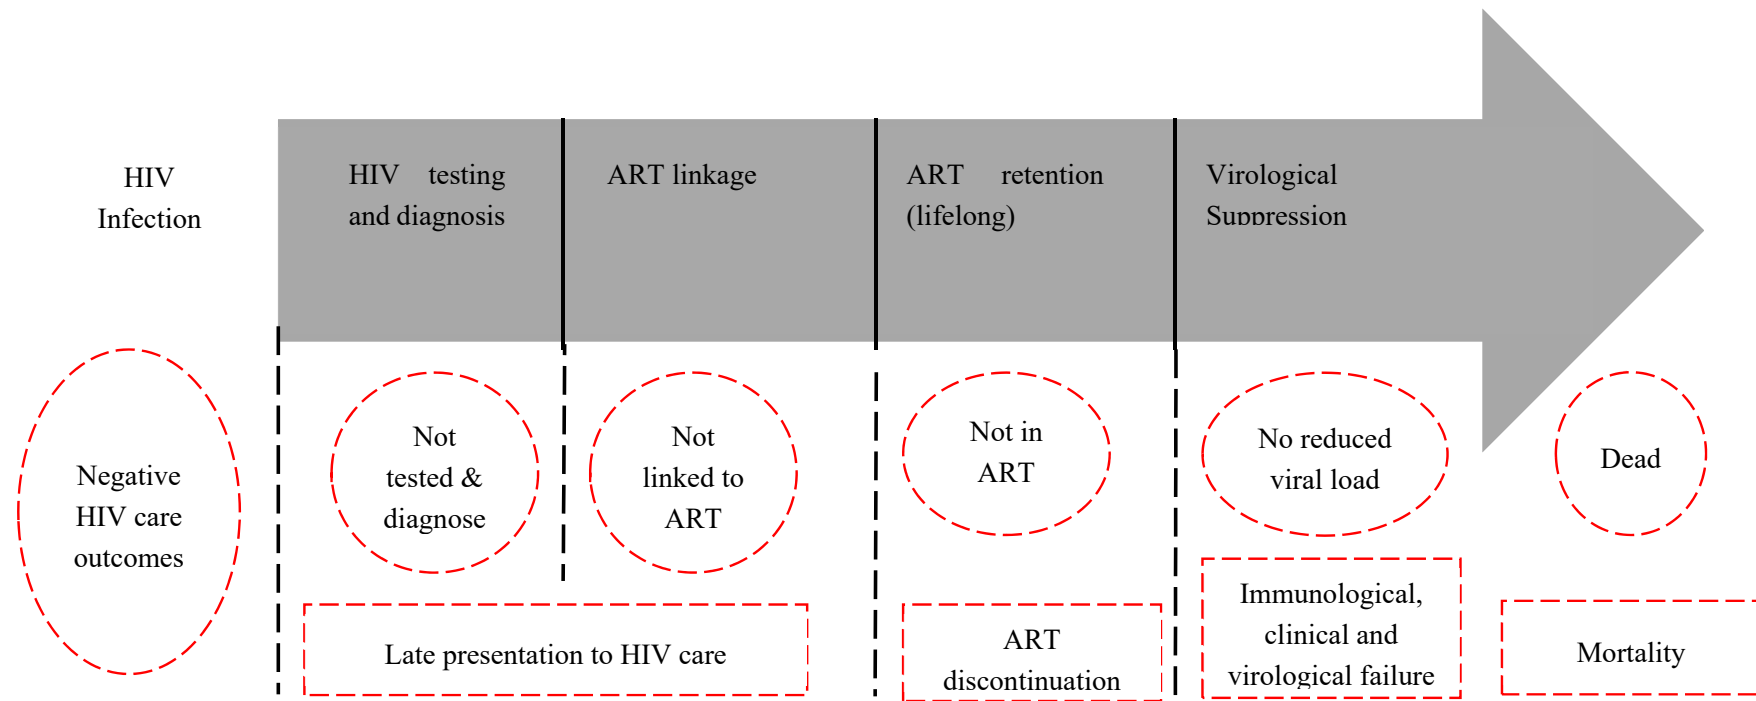 HIV
Infection
HIV testing
and diagnosis
ART linkage
ART retention
(lifelong)
Virological
Suppression
Negative
HIV care
outcomes
Not
tested &
diagnose
Not
linked to
ART
Not in
ART
No reduced
viral load
Dead
Late presentation to HIV care
ART
discontinuation
Immunological,
clinical and
virological failure
Mortality